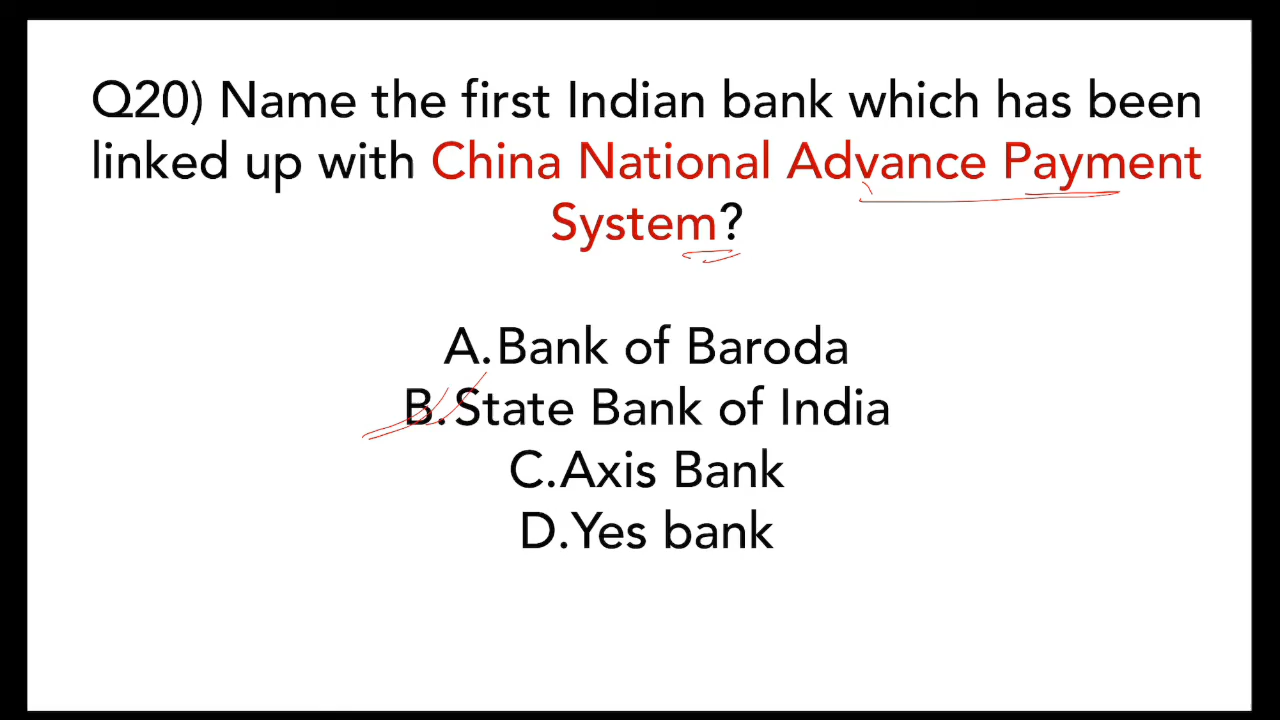 Q20) Name the first Indian bank which has been
linked up with China National Advance Payment
System?
A.Bank of Baroda
B.State Bank of India
C.Axis Bank
D.Yes bank